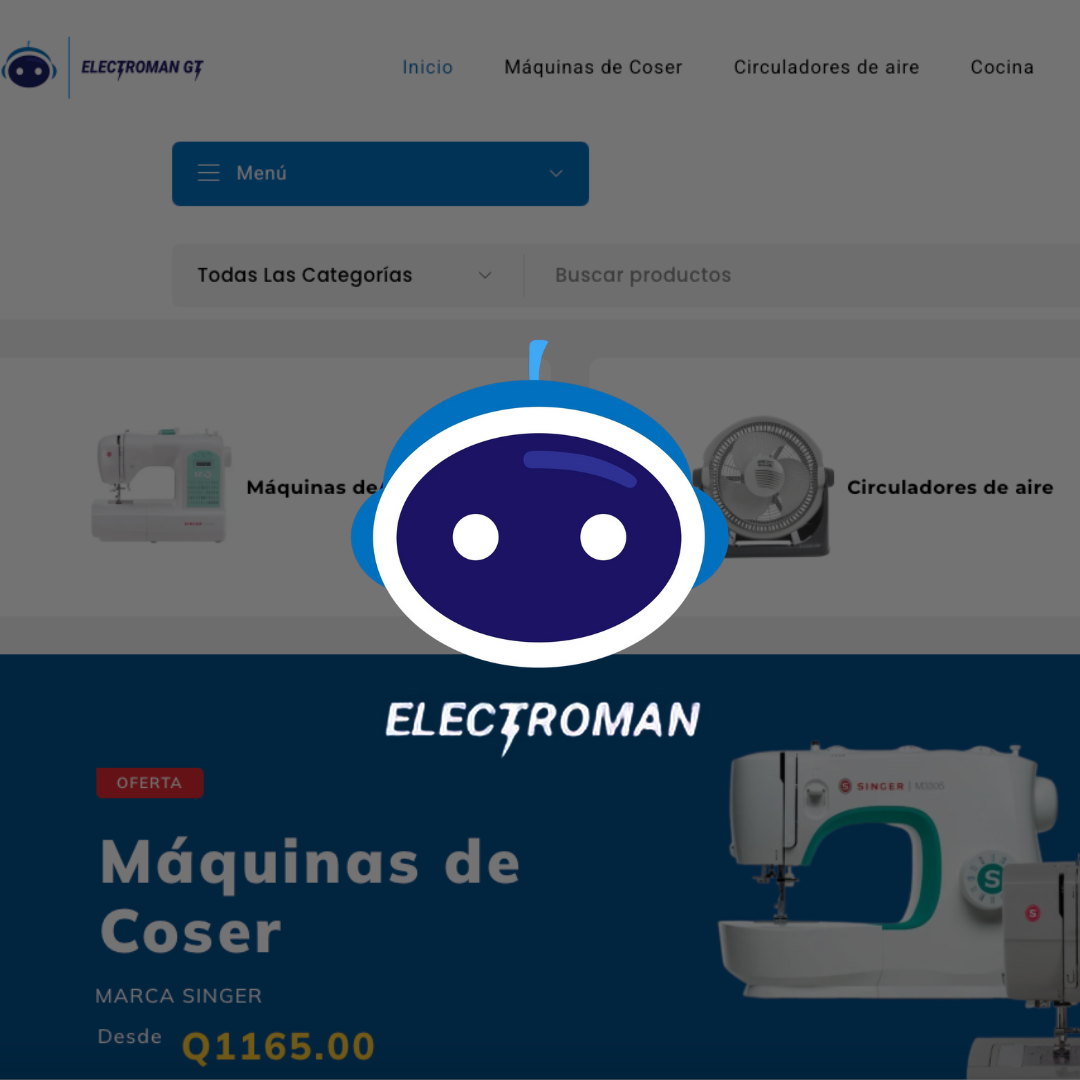 ELECTROMAN GT
Inicio
Máquinas de Coser
Circuladores de aire
Cocina
Menú
Todas Las Categorías
Buscar productos
Máquinas de
Circuladores de aire
ELECTROMAN
OFERTA
Máquinas de
Coser
MARCA SINGER
Desde
Q1165.00
SINGER
S
S
SINGER